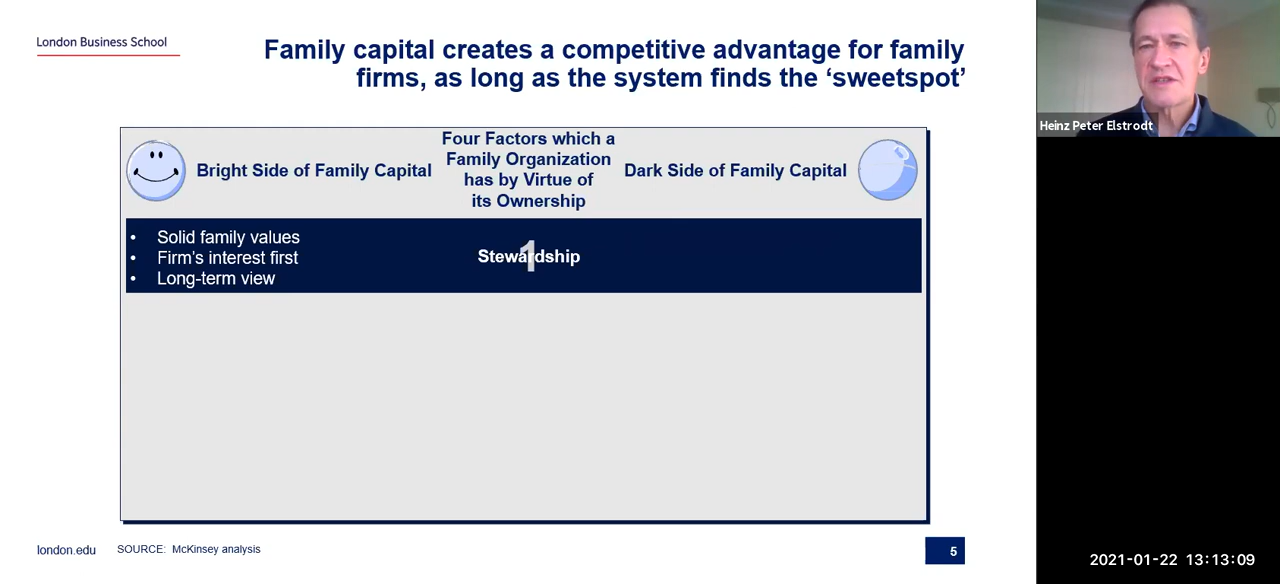 London Business School
Family capital creates a competitive advantage for family
firms, as long as the system finds the ‘sweetspot’
Bright Side of Family Capital
Four Factors which a
Family Organization
has by Virtue of
its Ownership
Dark Side of Family Capital
• Solid family values
• Firm's interest first
• Long-term view
1
Stewardship
london.edu
SOURCE: McKinsey analysis
5
Heinz Peter Elstrodt
2021-01-22 13:13:09